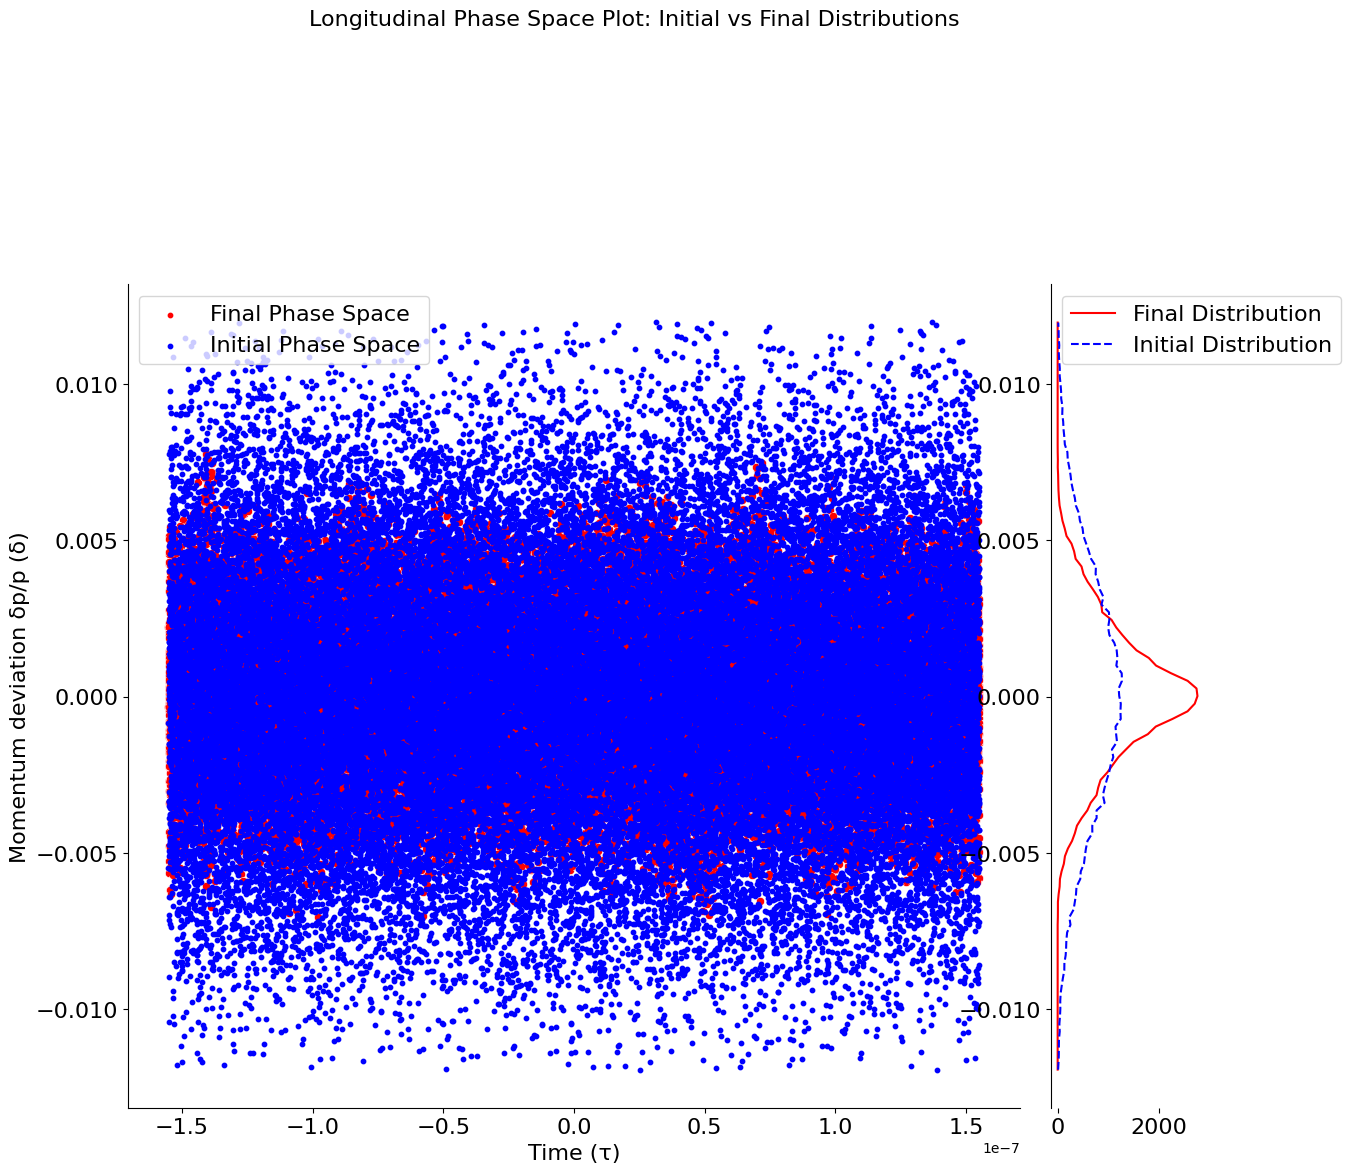 Longitudinal Phase Space Plot: Initial vs Final Distributions
Final Phase Space
Initial Phase Space
Final Distribution
Initial Distribution
Momentum deviation δp/p (δ)
0.010
0.005
0.000
−0.005
−0.010
0.010
0.005
0.000
−0.005
−0.010
−1.5
−1.0
−0.5
0.0
0.5
1.0
1.5
0
2000
Time (τ)
1e−7